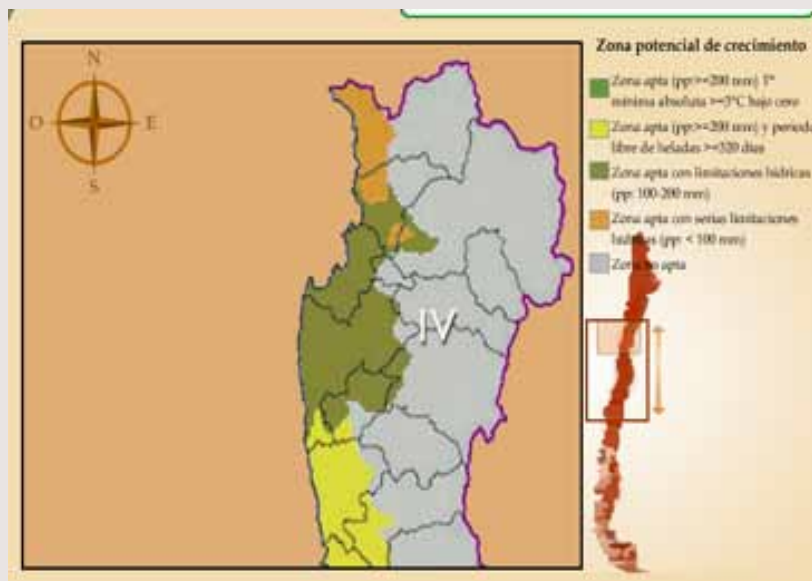 Zona potencial de crecimiento
Zona apta (pp:>=200 mm) Tª
mínima absoluta >=5°C bajo cero
Zona apta (pp:>=200 mm) y periodo
libre de heladas >=320 días
Zona apta con limitaciones hídricas
(pp: 100-200 mm)
Zona apta con serias limitaciones
hídricas (pp: < 100 mm)
Zona no apta
N
O
E
S
IV